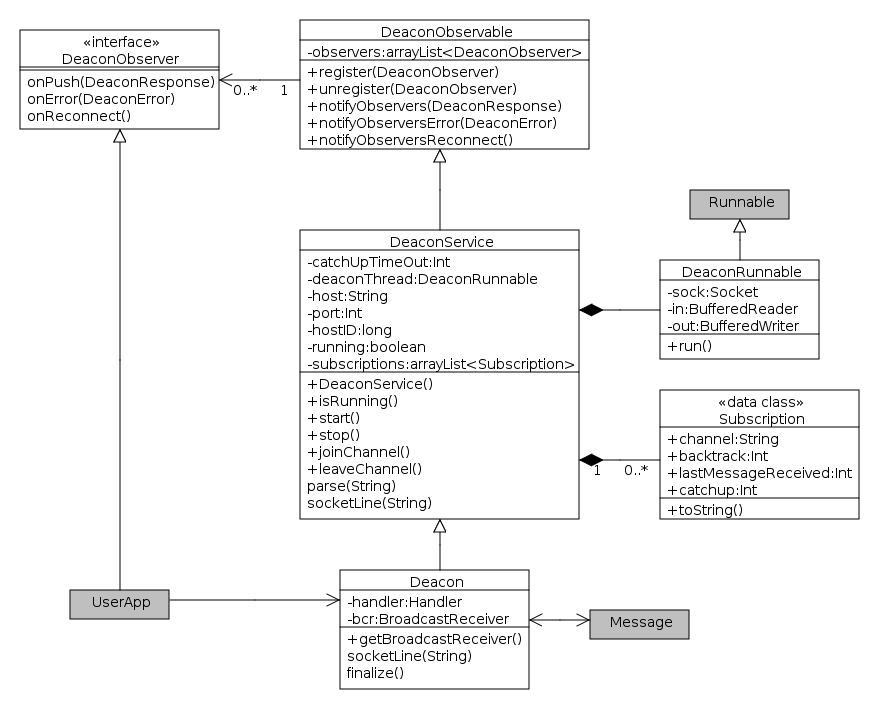 «interface»
DeaconObserver
onPush(DeaconResponse)
onError(DeaconError)
onReconnect()
0..*
1
DeaconObservable
-observers:arrayList<DeaconObserver>
+register(DeaconObserver)
+unregister(DeaconObserver)
+notifyObservers(DeaconResponse)
+notifyObserversError(DeaconError)
+notifyObserversReconnect()
DeaconService
-catchUpTimeOut:Int
-deaconThread:DeaconRunnable
-host:String
-port:Int
-hostID:long
-running:boolean
-subscriptions:arrayList<Subscription>
+DeaconService()
+isRunning()
+start()
+stop()
+joinChannel()
+leaveChannel()
parse(String)
socketLine(String)
Runnable
DeaconRunnable
-sock:Socket
-in:BufferedReader
-out:BufferedWriter
+run()
1
0..*
«data class»
Subscription
+channel:String
+backtrack:Int
+lastMessageReceived:Int
+catchup:Int
+toString()
UserApp
Deacon
-handler:Handler
-bcr:BroadcastReceiver
+getBroadcastReceiver()
socketLine(String)
finalize()
Message